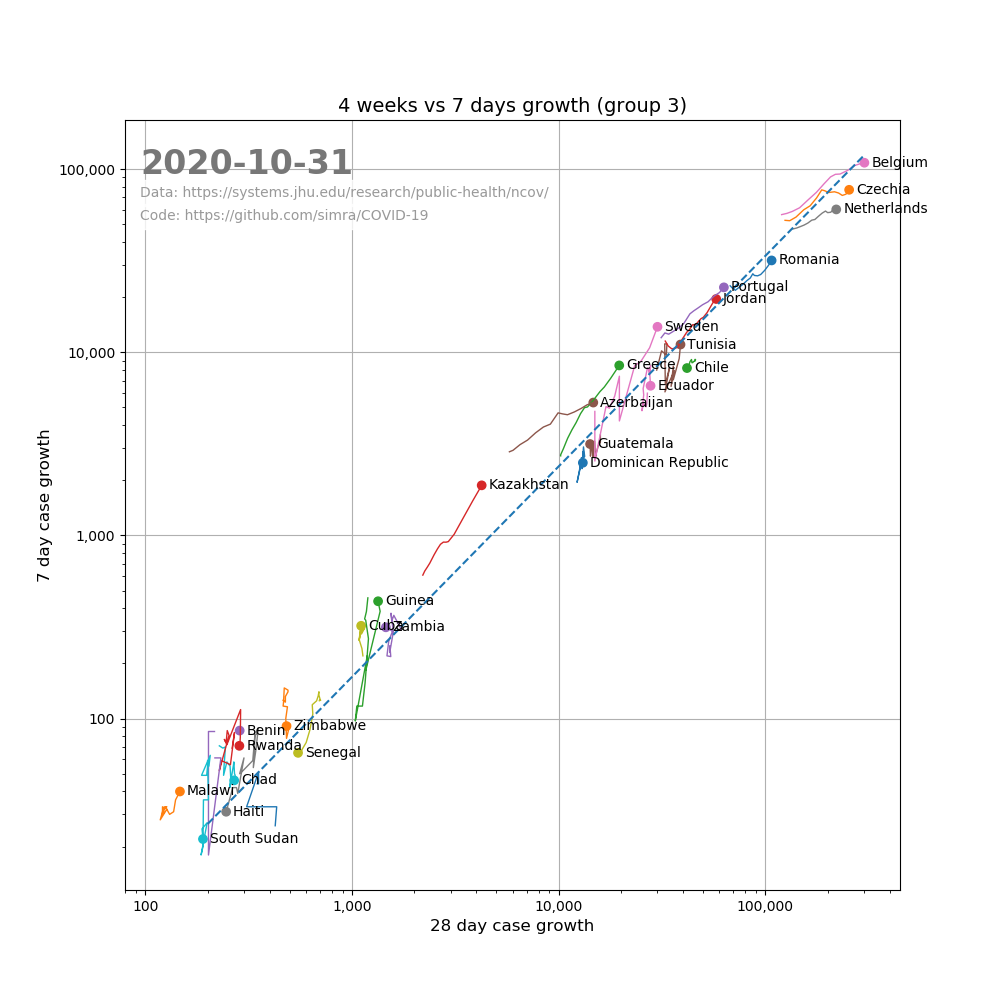 4 weeks vs 7 days growth (group 3)
2020-10-31
Data: https://systems.jhu.edu/research/public-health/ncov/
Code: https://github.com/simra/COVID-19
100,000
10,000
1,000
100
7 day case growth
Belgium
Czechia
Netherlands
Romania
Portugal
Jordan
Sweden
Tunisia
Greece
Chile
Ecuador
Azerbaijan
Guatemala
Dominican Republic
Kazakhstan
Guinea
Cuba
Zambia
Zimbabwe
Benin
Rwanda
Senegal
Chad
Malawi
Haiti
South Sudan
100
1,000
10,000
100,000
28 day case growth